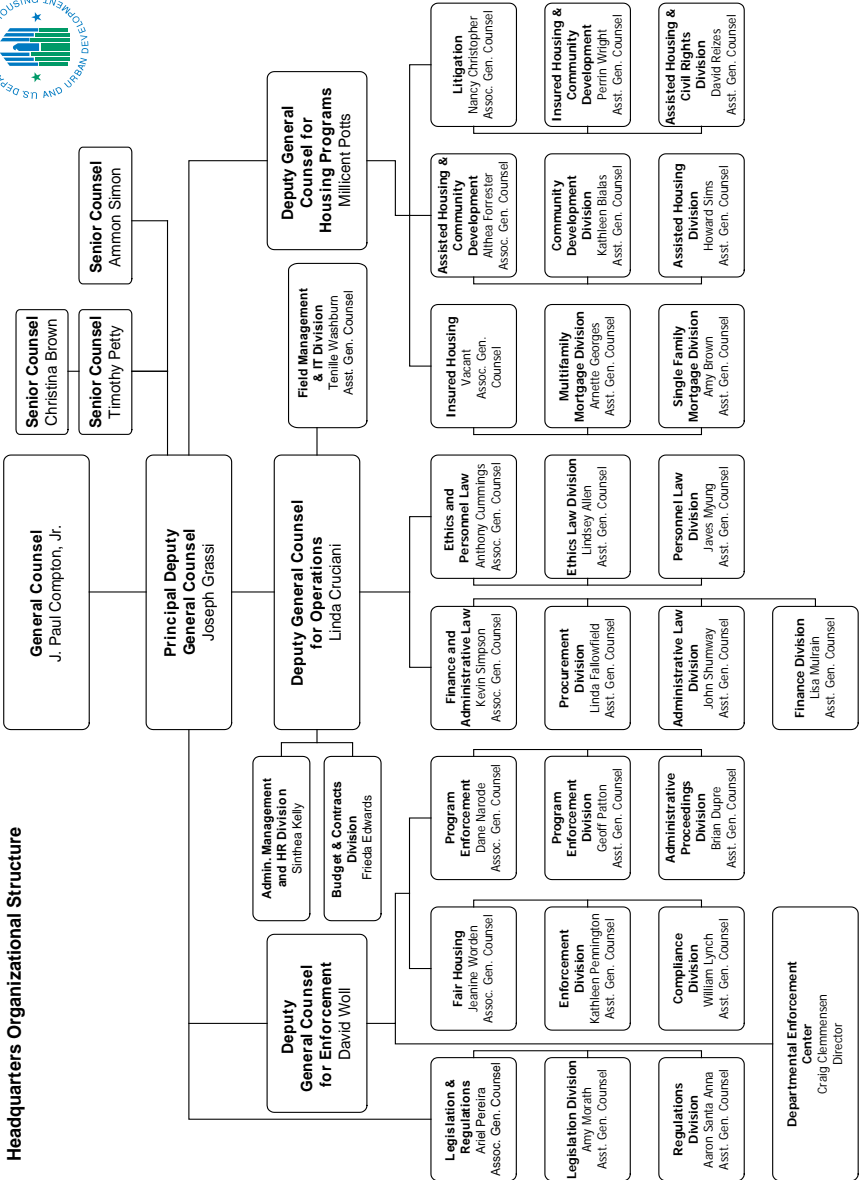 Headquarters Organizational Structure
General Counsel
J. Paul Compton, Jr.
Senior Counsel
Christina Brown
Senior Counsel
Timothy Petty
Senior Counsel
Ammon Simon
Principal Deputy
General Counsel
Joseph Grassi
Deputy
General Counsel
for Enforcement
David Woll
Admin. Management
and HR Division
Sinthea Kelly
Budget & Contracts
Division
Frieda Edwards
Deputy General Counsel
for Operations
Linda Cruciani
Field Management
& IT Division
Tenille Washburn
Asst. Gen. Counsel
Deputy General
Counsel for
Housing Programs
Millicent Potts
Legislation &
Regulations
Ariel Pereira
Assoc. Gen. Counsel
Fair Housing
Jeanine Worden
Assoc. Gen. Counsel
Program
Enforcement
Dane Narode
Assoc. Gen. Counsel
Finance and
Administrative Law
Kevin Simpson
Assoc. Gen. Counsel
Ethics and
Personnel Law
Anthony Cummings
Assoc. Gen. Counsel
Insured Housing
Vacant
Assoc. Gen.
Counsel
Assisted Housing &
Community
Development
Althea Forrester
Assoc. Gen. Counsel
Litigation
Nancy Christopher
Assoc. Gen. Counsel
Legislation Division
Amy Morath
Asst. Gen. Counsel
Enforcement
Division
Kathleen Pennington
Asst. Gen. Counsel
Program
Enforcement
Division
Geoff Patton
Asst. Gen. Counsel
Procurement
Division
Linda Fallowfield
Asst. Gen. Counsel
Ethics Law Division
Lindsey Allen
Asst. Gen. Counsel
Multifamily
Mortgage Division
Arnette Georges
Asst. Gen. Counsel
Community
Development
Division
Kathleen Bialas
Asst. Gen. Counsel
Insured Housing &
Community
Development
Perrin Wright
Asst. Gen. Counsel
Regulations
Division
Aaron Santa Anna
Asst. Gen. Counsel
Compliance
Division
William Lynch
Asst. Gen. Counsel
Administrative
Proceedings
Division
Brian Dupre
Asst. Gen. Counsel
Administrative Law
Division
John Shumway
Asst. Gen. Counsel
Personnel Law
Division
Javes Myung
Asst. Gen. Counsel
Single Family
Mortgage Division
Amy Brown
Asst. Gen. Counsel
Assisted Housing
Division
Howard Sims
Asst. Gen. Counsel
Assisted Housing &
Civil Rights
Division
David Reizes
Asst. Gen. Counsel
Departmental Enforcement
Center
Craig Clemmensen
Director
Finance Division
Lisa Mulrain
Asst. Gen. Counsel
AND URBAN DEVELOPMENT